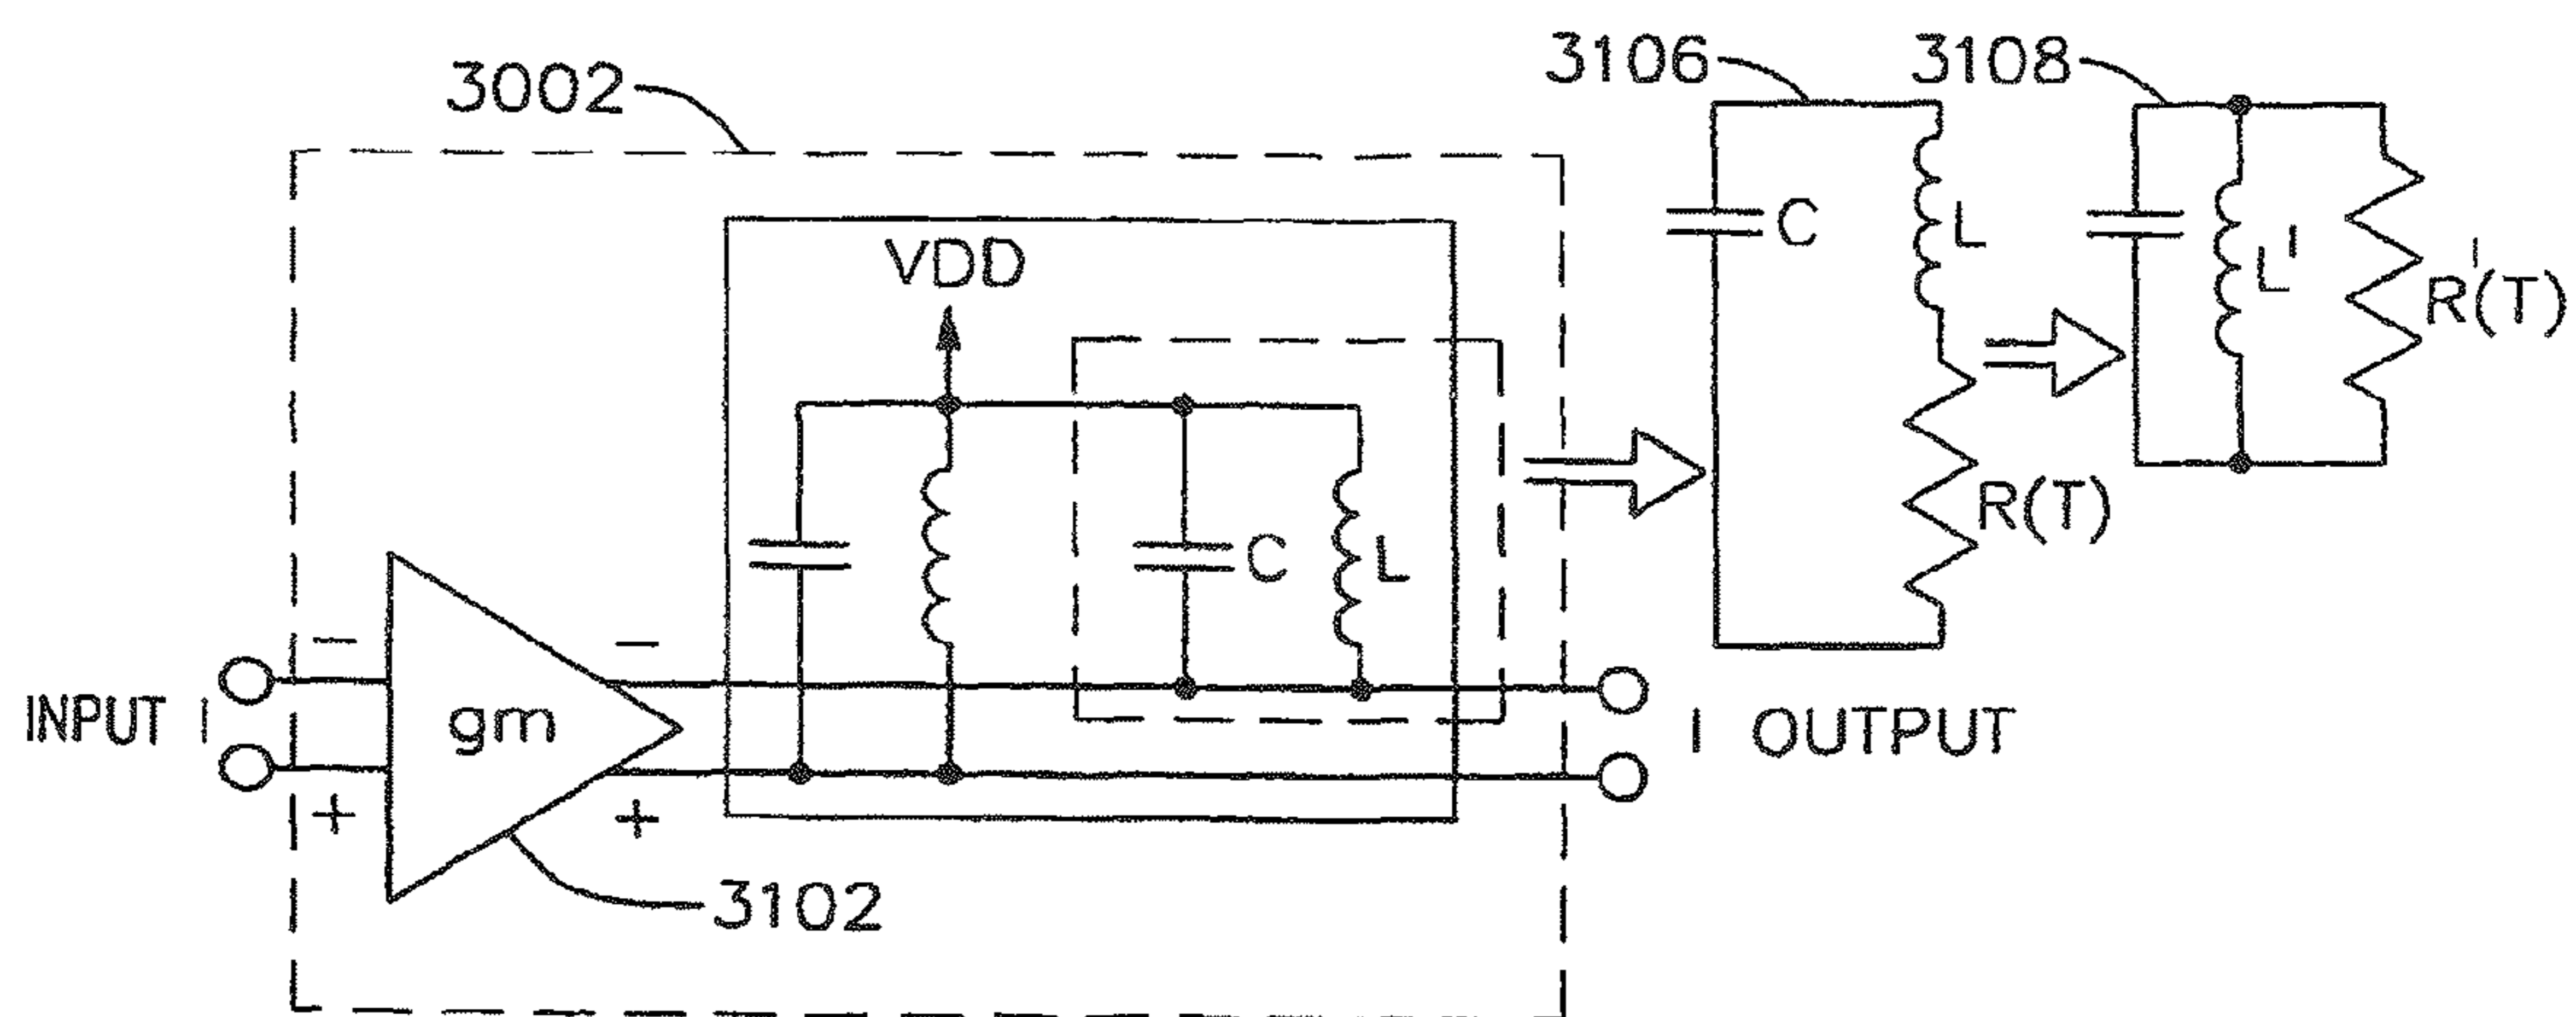 3002
3106
3108
VDD
C
L
L'
R'(T)
R(T)
C
L
INPUT I
gm
−
+
−
+
I OUTPUT
3102